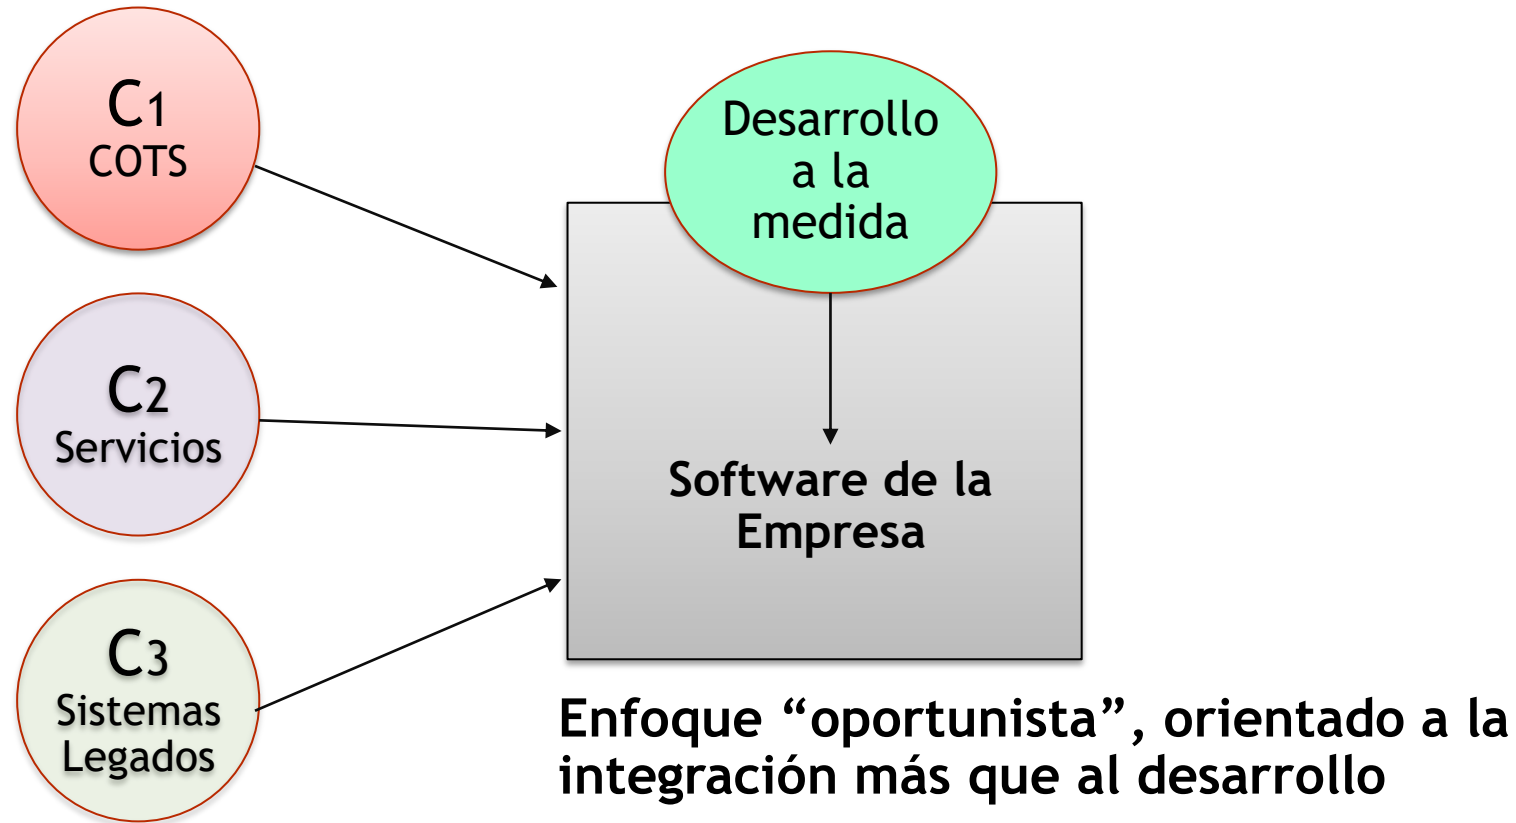 C1
COTS
Desarrollo
a la
medida
C2
Servicios
Software de la
Empresa
C3
Sistemas
Legados
Enfoque “oportunista”, orientado a la
integración más que al desarrollo